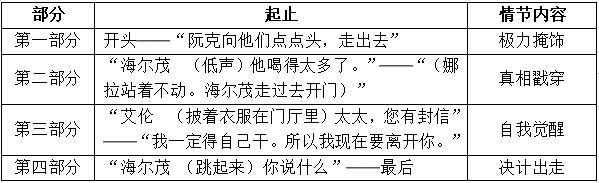 部分 起止 情节内容
第一部分 开头——“阮克向他们点点头，走出去” 极力掩饰
第二部分 “海尔茂 （低声）他喝得太多了。”——“（娜
拉站着不动。海尔茂走过去开门）” 真相戳穿
第三部分 “艾伦 （披着衣服在门厅里）太太，您有封信”
——“我一定得自己干。所以我现在要离开你。” 自我觉醒
第四部分 “海尔茂 （跳起来）你说什么”——最后 决计出走